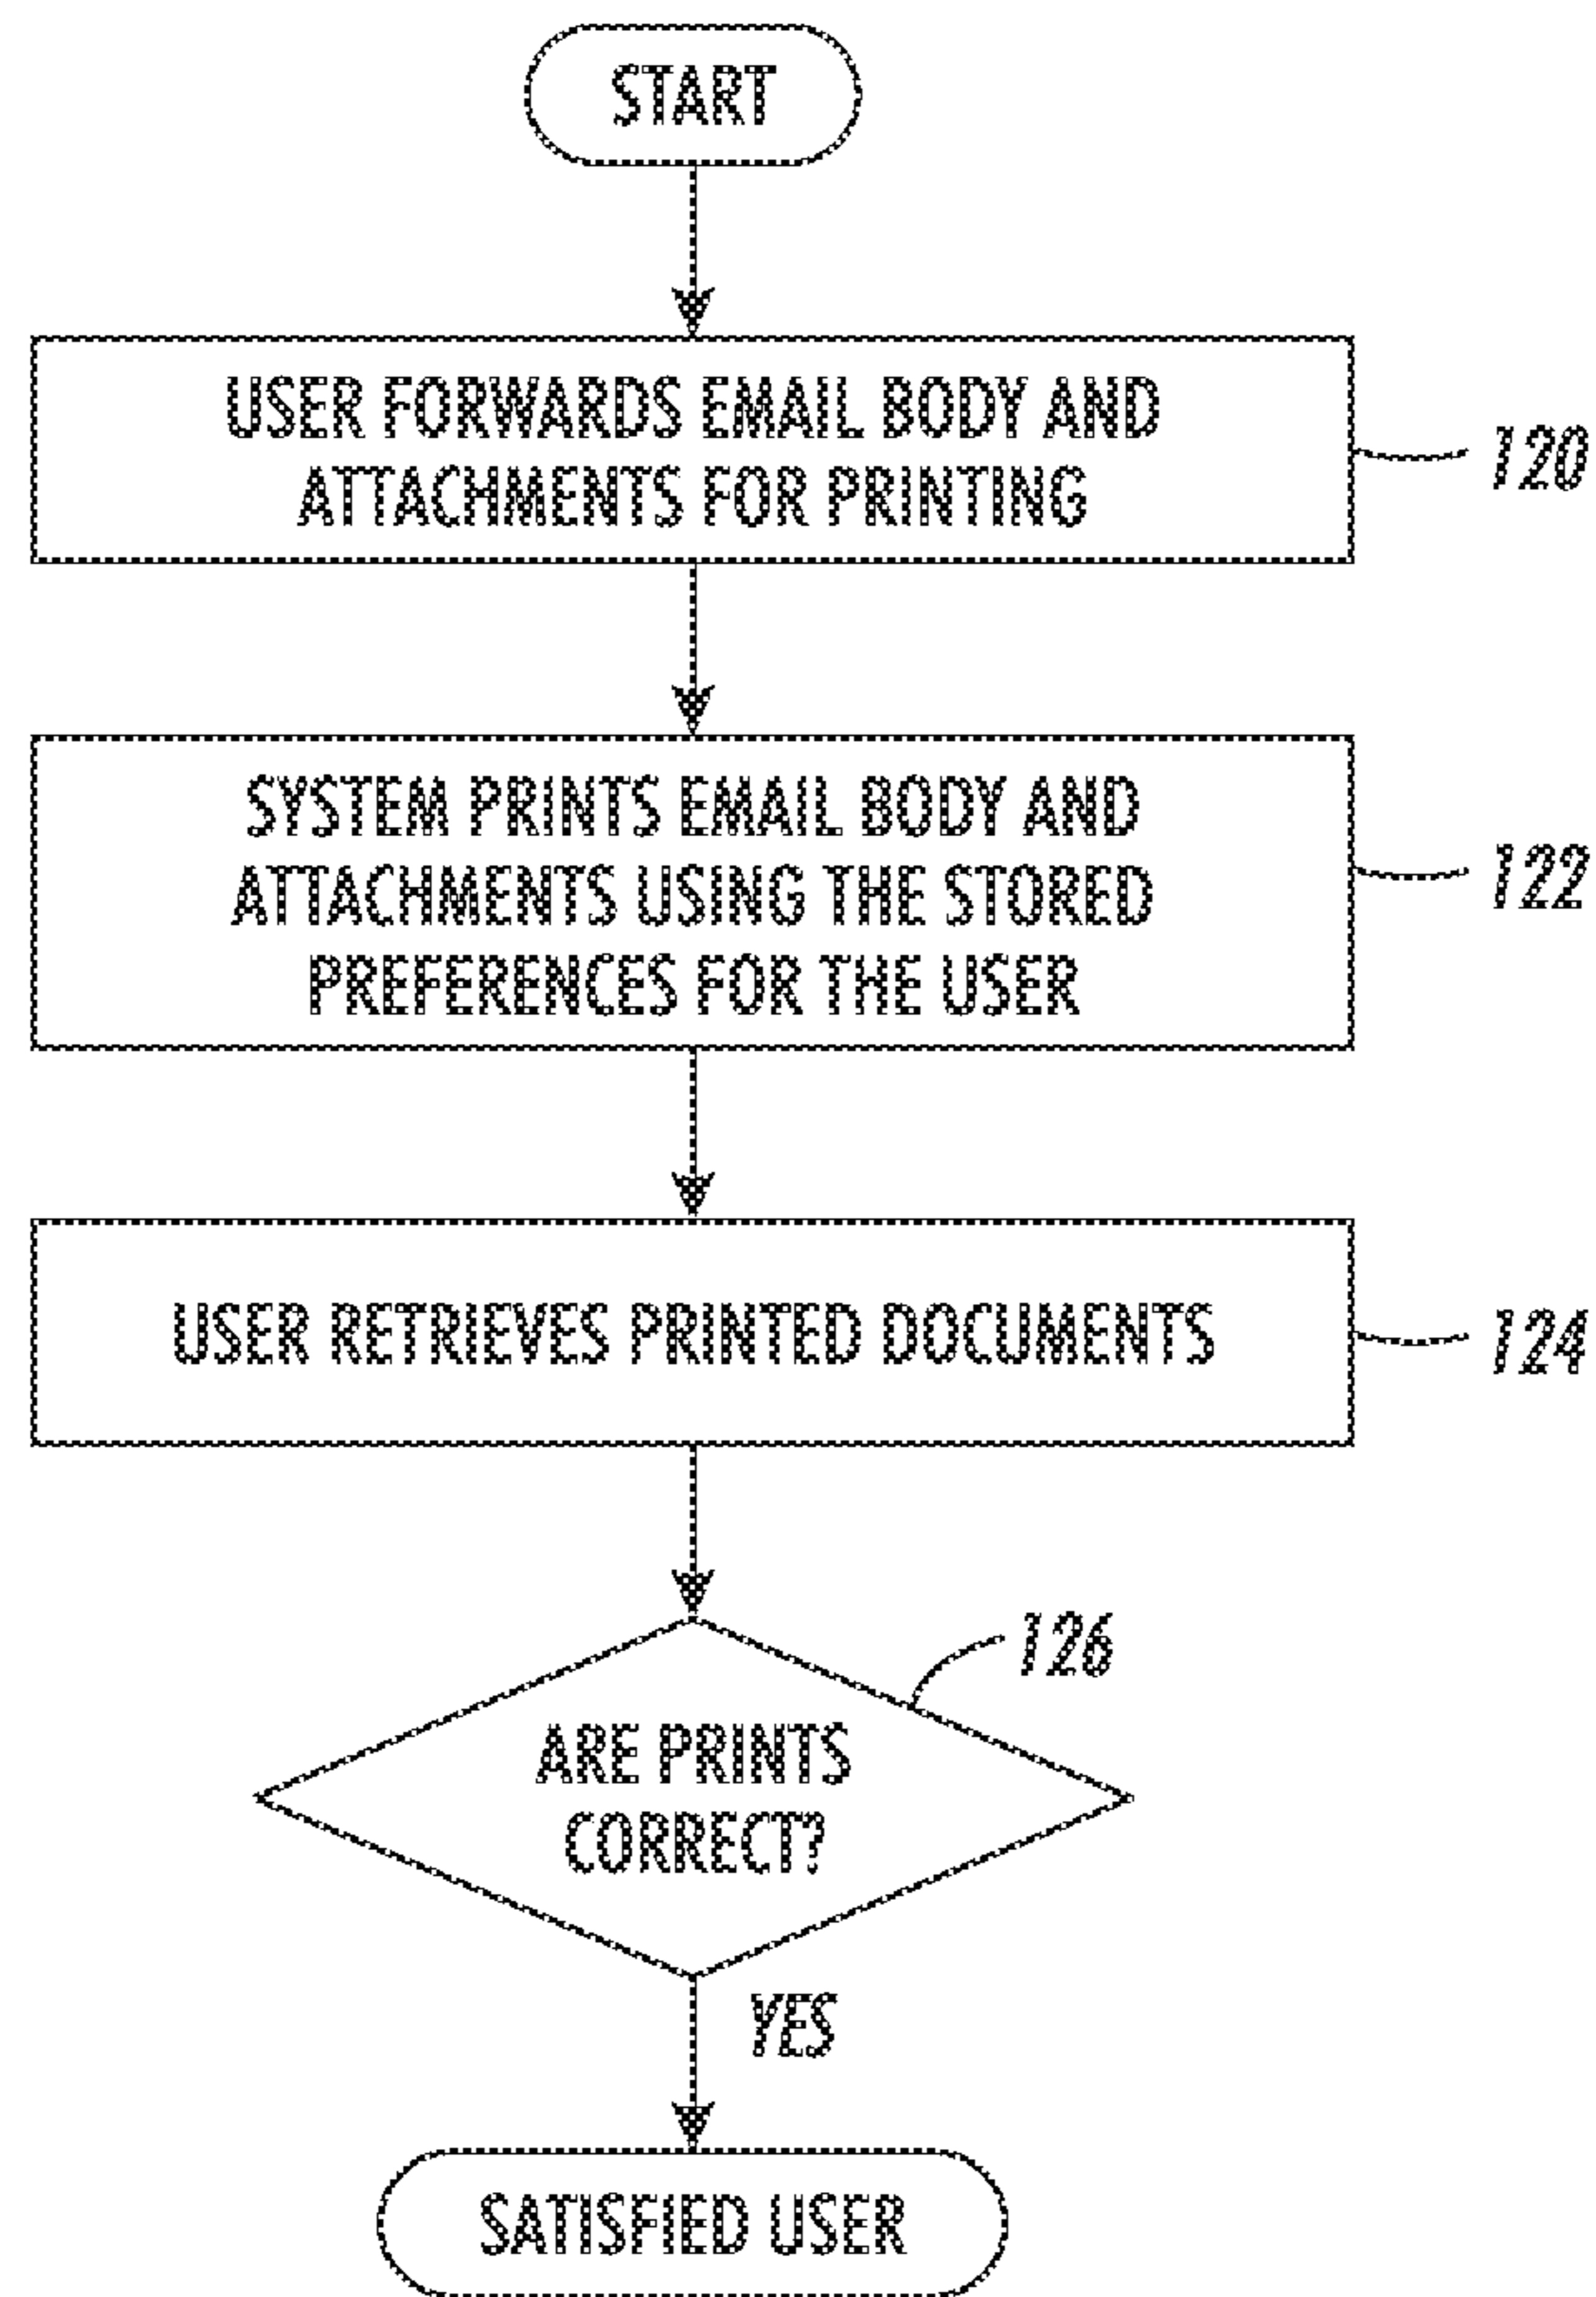 START
USER FORWARDS EMAIL BODY AND
ATTACHMENTS FOR PRINTING
120
SYSTEM PRINTS EMAIL BODY AND
ATTACHMENTS USING THE STORED
PREFERENCES FOR THE USER
122
USER RETRIEVES PRINTED DOCUMENTS
124
126
ARE PRINTS
CORRECT?
YES
SATISFIED USER